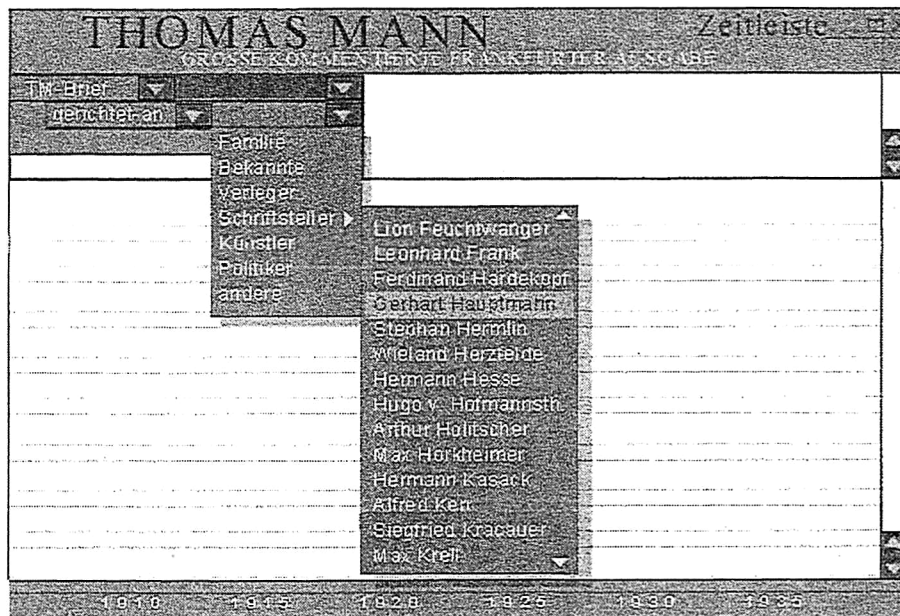 THOMAS MANN
Zeitleiste
GROSSE KOMMENTIERTE FRANKFURTER AUSGABE
TM-Brief
gerichtet an
Familie
Bekannte
Verleger
Schriftsteller
Künstler
Politiker
andere
Lion Feuchtwanger
Leonhard Frank
Ferdinand Hardekopf
Gerhart Hauptmann
Stephan Hermlin
Wieland Herzfelde
Hermann Hesse
Hugo v. Hofmannsth.
Arthur Holitscher
Max Horkheimer
Hermann Kasack
Alfred Kerr
Siegfried Kracauer
Max Krell
1910 1915 1920 1925 1930 1935